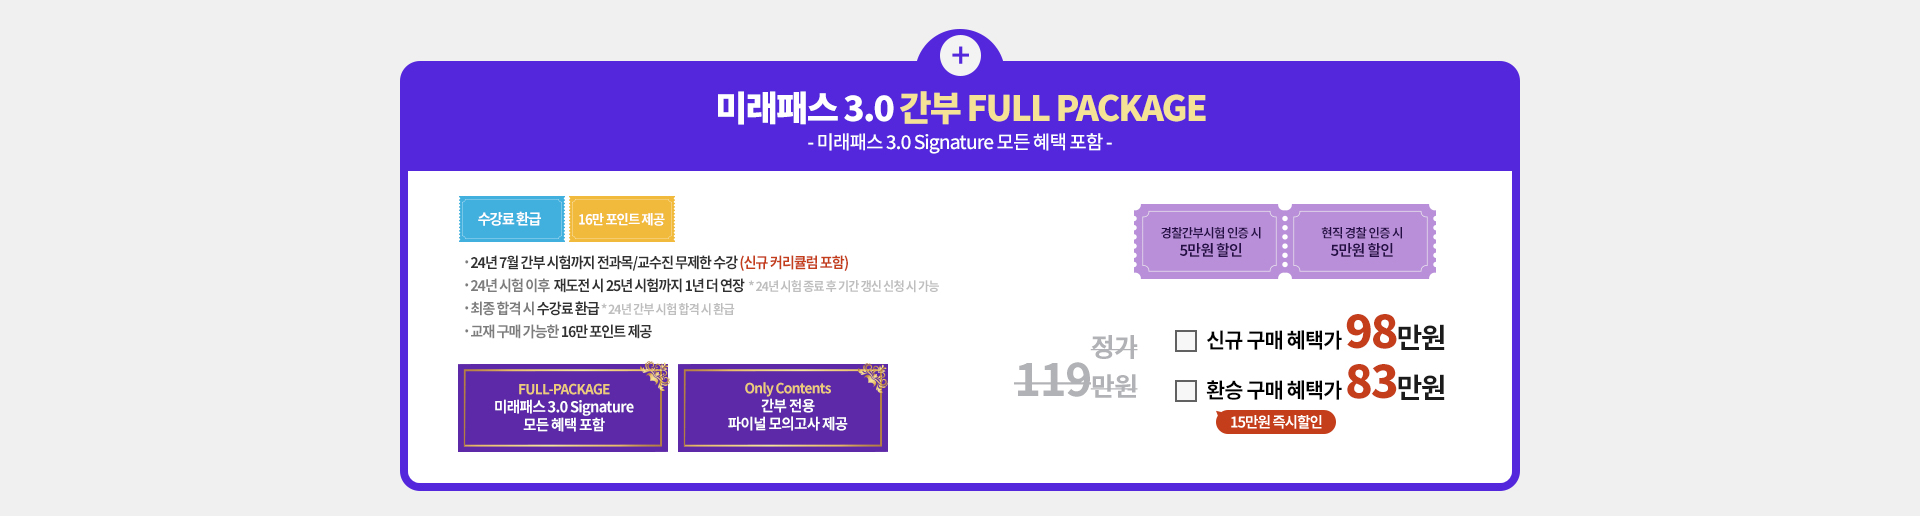 +
미래패스 3.0 간부 FULL PACKAGE
- 미래패스 3.0 Signature 모든 혜택 포함 -
수강료 환급
16만 포인트 제공
· 24년 7월 간부 시험까지 전과목/교수진 무제한 수강 (신규 커리큘럼 포함)
· 24년 시험 이후 재도전 시 25년 시험까지 1년 더 연장 * 24년 시험 종료 후 기간 갱신 신청 시 가능
· 최종 합격 시 수강료 환급 * 24년 간부 시험 합격 시 환급
· 교재 구매 가능한 16만 포인트 제공
FULL-PACKAGE
미래패스 3.0 Signature
모든 혜택 포함
Only Contents
간부 전용
파이널 모의고사 제공
경찰간부시험 인증 시
5만원 할인
현직 경찰 인증 시
5만원 할인
정가
119만원
신규 구매 혜택가 98만원
환승 구매 혜택가 83만원
15만원 즉시할인